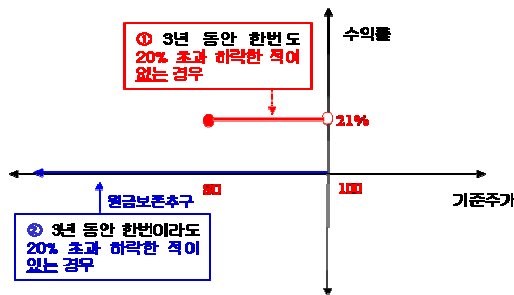 ① 3년 동안 한번도
20% 초과 하락한 적이
없는 경우
수익률
21%
80
100
원금보존추구
기준주가
② 3년 동안 한번이라도
20% 초과 하락한 적이
있는 경우